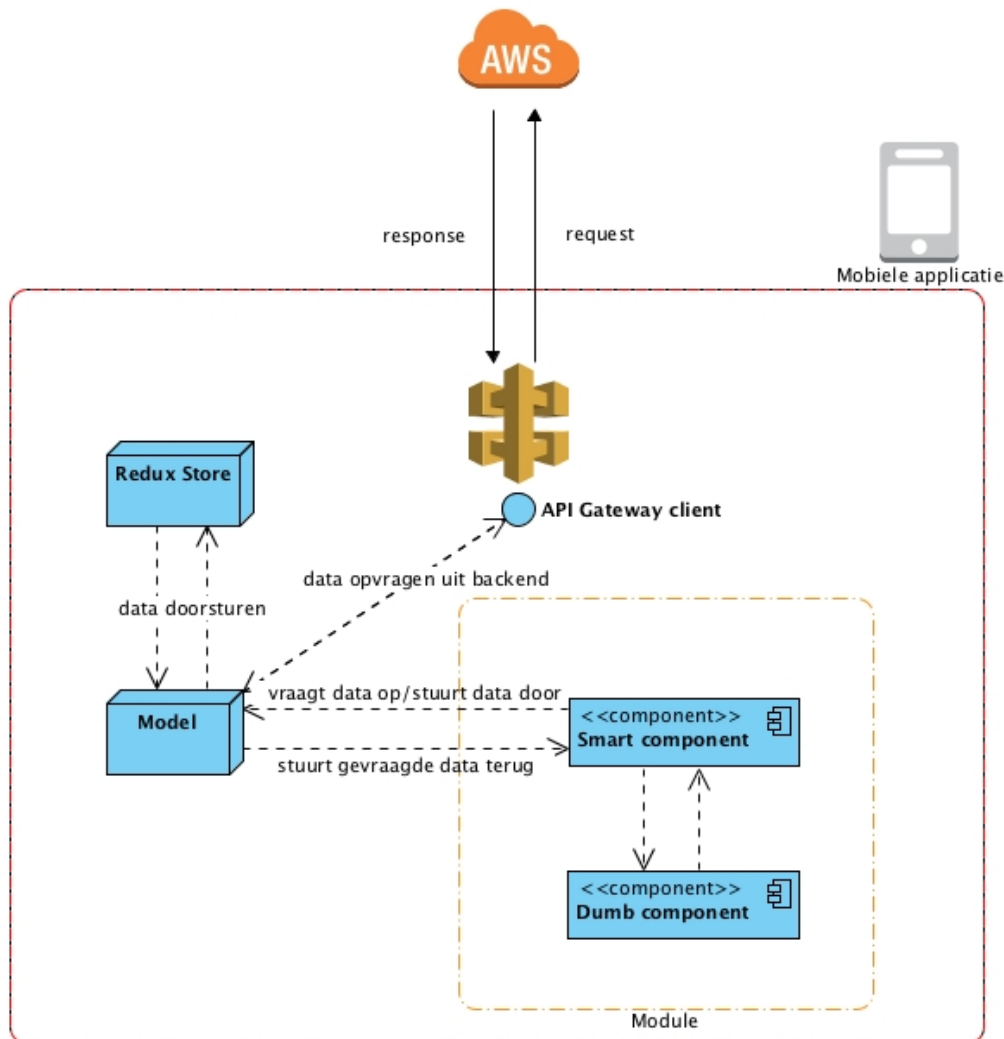 AWS
response
request
Mobiele applicatie
Redux Store
API Gateway client
data opvragen uit backend
data doorsturen
vraagt data op/stuurt data door
Model
<<component>>
Smart component
stuurt gevraagde data terug
<<component>>
Dumb component
Module